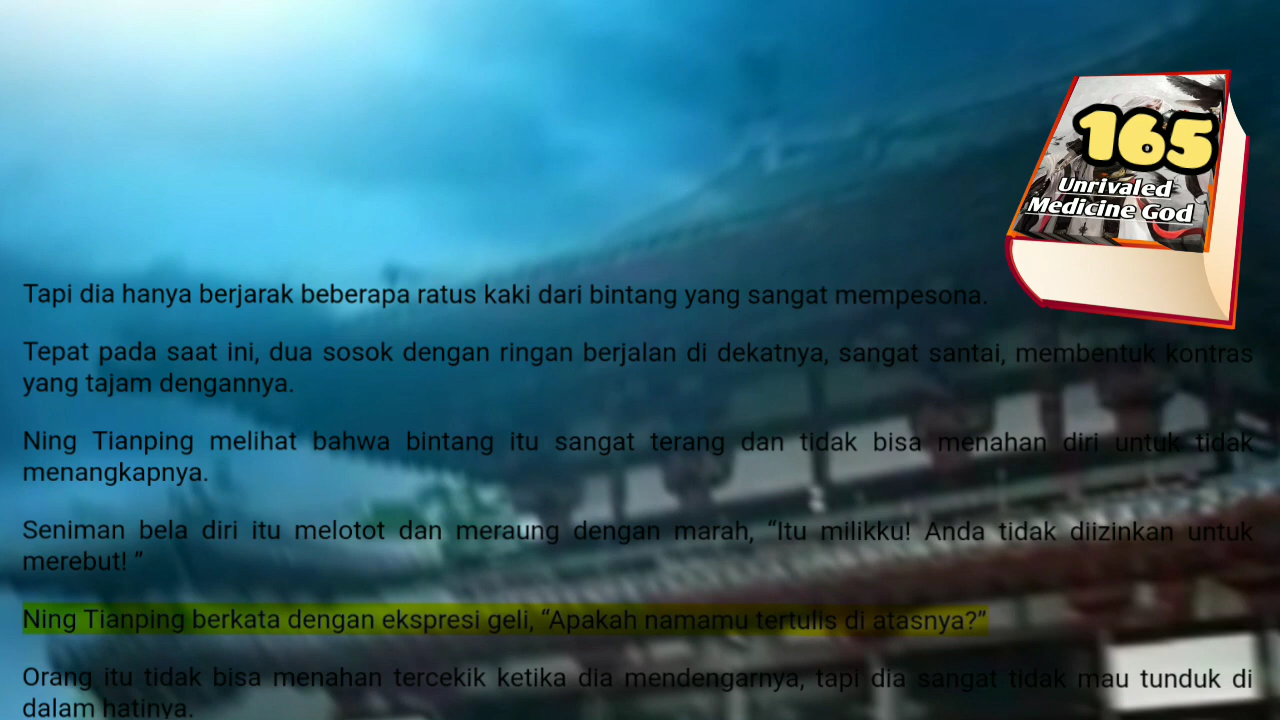 165
Unrivaled
Medicine God
Tapi dia hanya berjarak beberapa ratus kaki dari bintang yang sangat mempesona.
Tepat pada saat ini, dua sosok dengan ringan berjalan di dekatnya, sangat santai, membentuk kontras
yang tajam dengannya.
Ning Tianping melihat bahwa bintang itu sangat terang dan tidak bisa menahan diri untuk tidak
menangkapnya.
Seniman bela diri itu melotot dan meraung dengan marah, “Itu milikku! Anda tidak diizinkan untuk
merebut! ”
Ning Tianping berkata dengan ekspresi geli, “Apakah namamu tertulis di atasnya?”
Orang itu tidak bisa menahan tercekik ketika dia mendengarnya, tapi dia sangat tidak mau tunduk di
dalam hatinya.